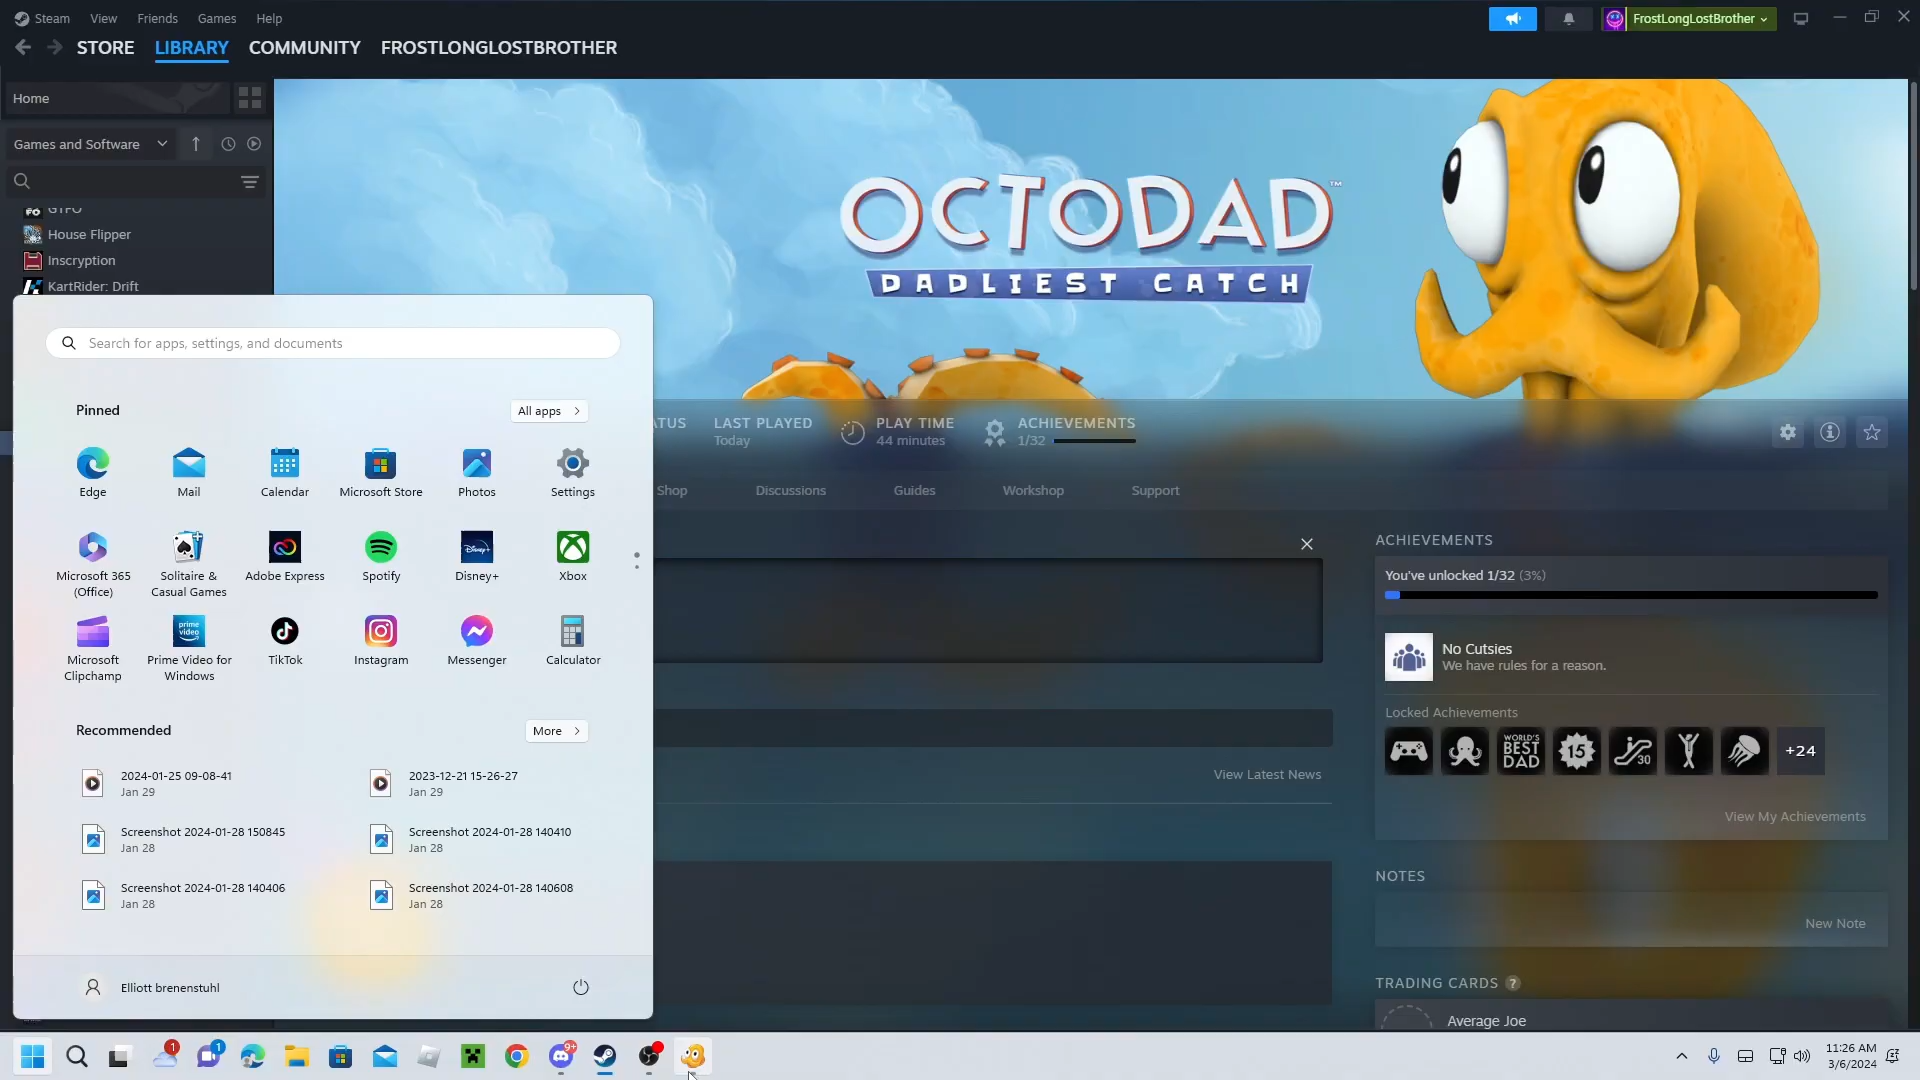 Steam View Friends Games Help
FrostLongLostBrother
STORE LIBRARY COMMUNITY FROSTLONGLOSTBROTHER
Home
Games and Software
GTFO
House Flipper
Inscryption
KartRider: Drift
OCTODAD™
DADLIEST CATCH
Search for apps, settings, and documents
Pinned
All apps
Edge Mail Calendar Microsoft Store Photos Settings
Microsoft 365 (Office)
Solitaire & Casual Games
Adobe Express
Spotify
Disney+
Xbox
Microsoft Clipchamp
prime video
Prime Video for Windows
TikTok
Instagram
Messenger
Calculator
Recommended
More
2024-01-25 09-08-41
Jan 29
2023-12-21 15-26-27
Jan 29
Screenshot 2024-01-28 150845
Jan 28
Screenshot 2024-01-28 140410
Jan 28
Screenshot 2024-01-28 140406
Jan 28
Screenshot 2024-01-28 140608
Jan 28
Elliott brenenstuhl
ATUS
LAST PLAYED
Today
PLAY TIME
44 minutes
ACHIEVEMENTS
1/32
Shop Discussions Guides Workshop Support
View Latest News
ACHIEVEMENTS
You've unlocked 1/32 (3%)
No Cutsies
We have rules for a reason.
Locked Achievements
WORLD'S BEST DAD
15
30
+24
View My Achievements
NOTES
New Note
TRADING CARDS ?
Average Joe
1
1
9+
11:26 AM
3/6/2024